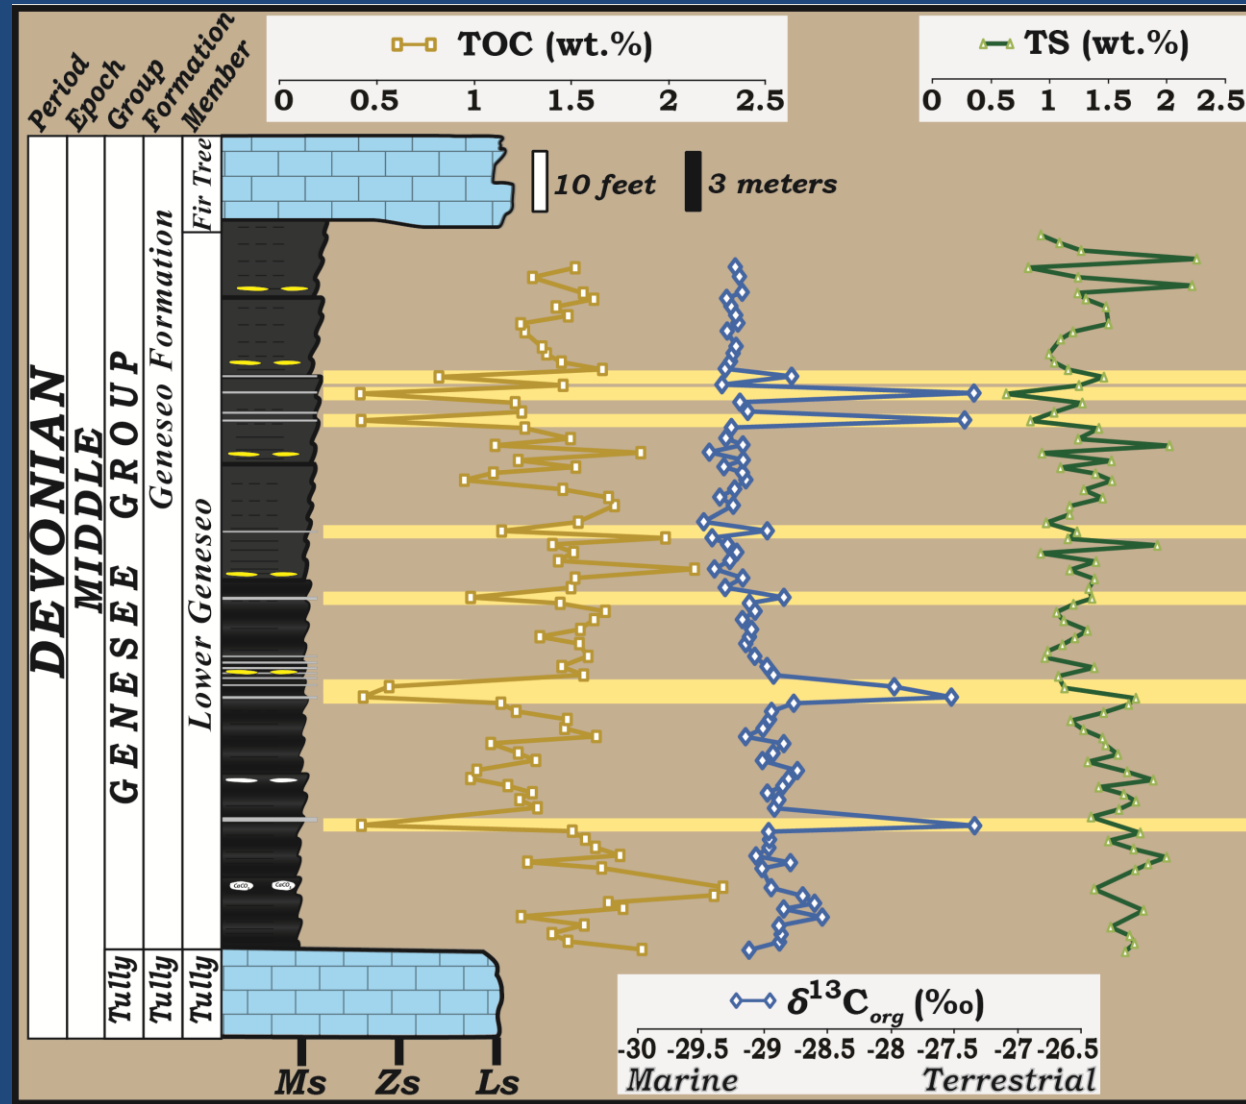 Period
Epoch
Group
Formation
Member
TOC (wt.%)
0 0.5 1 1.5 2 2.5
TS (wt.%)
0 0.5 1 1.5 2 2.5
10 feet
3 meters
DEVONIAN
MIDDLE
GENESEE GROUP
Geneseo Formation
Fir Tree
Lower Geneseo
CaCO₃ CaCO₃
Tully
Tully
Tully
δ¹³C_org (‰)
-30 -29.5 -29 -28.5 -28 -27.5 -27 -26.5
Marine Terrestrial
Ms Zs Ls